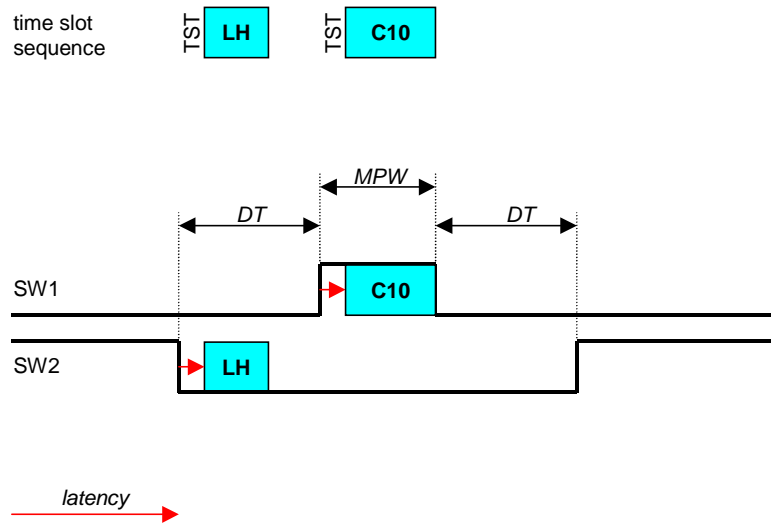 time slot
sequence
TST
LH
TST
C10
MPW
DT
DT
SW1
C10
SW2
LH
latency